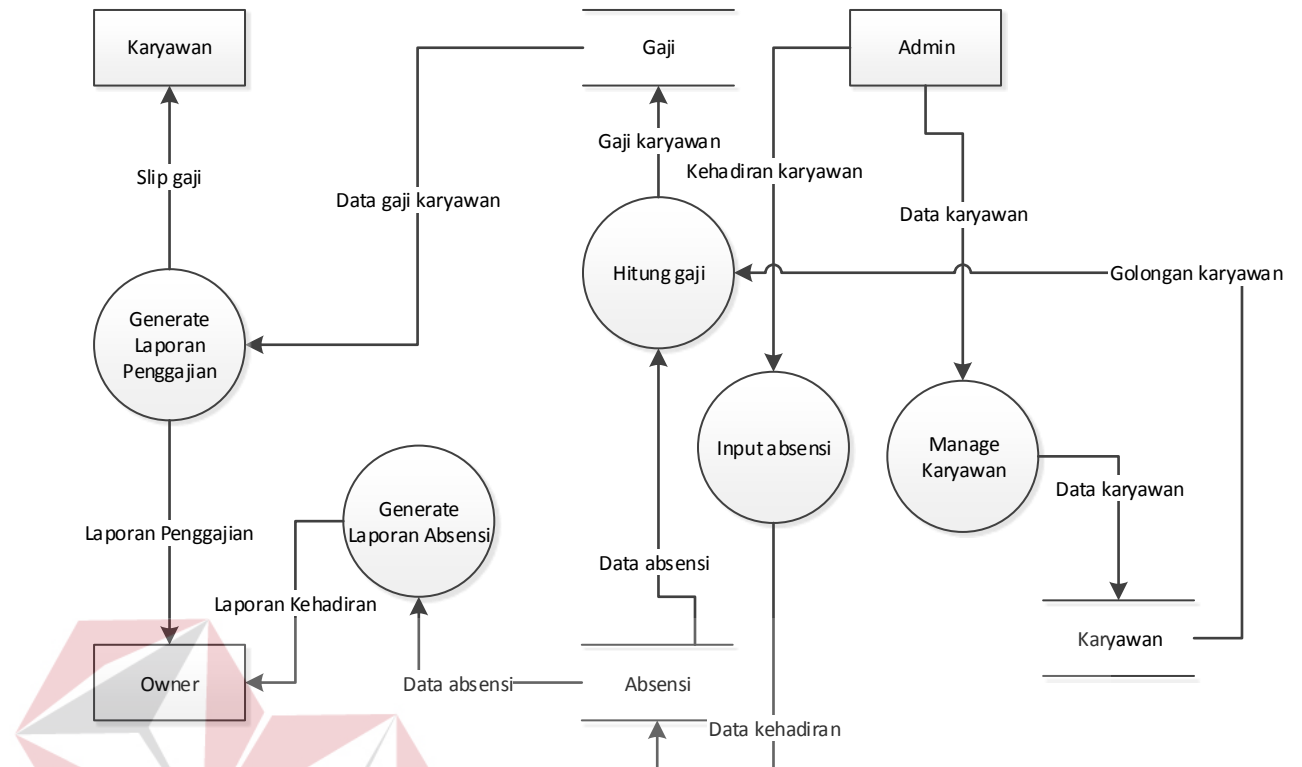 Karyawan
Gaji
Admin
Gaji karyawan
Kehadiran karyawan
Slip gaji
Data gaji karyawan
Data karyawan
Hitung gaji
Golongan karyawan
Generate
Laporan
Penggajian
Input absensi
Manage
Karyawan
Data karyawan
Generate
Laporan Absensi
Laporan Penggajian
Data absensi
Laporan Kehadiran
Karyawan
Owner
Data absensi
Absensi
Data kehadiran